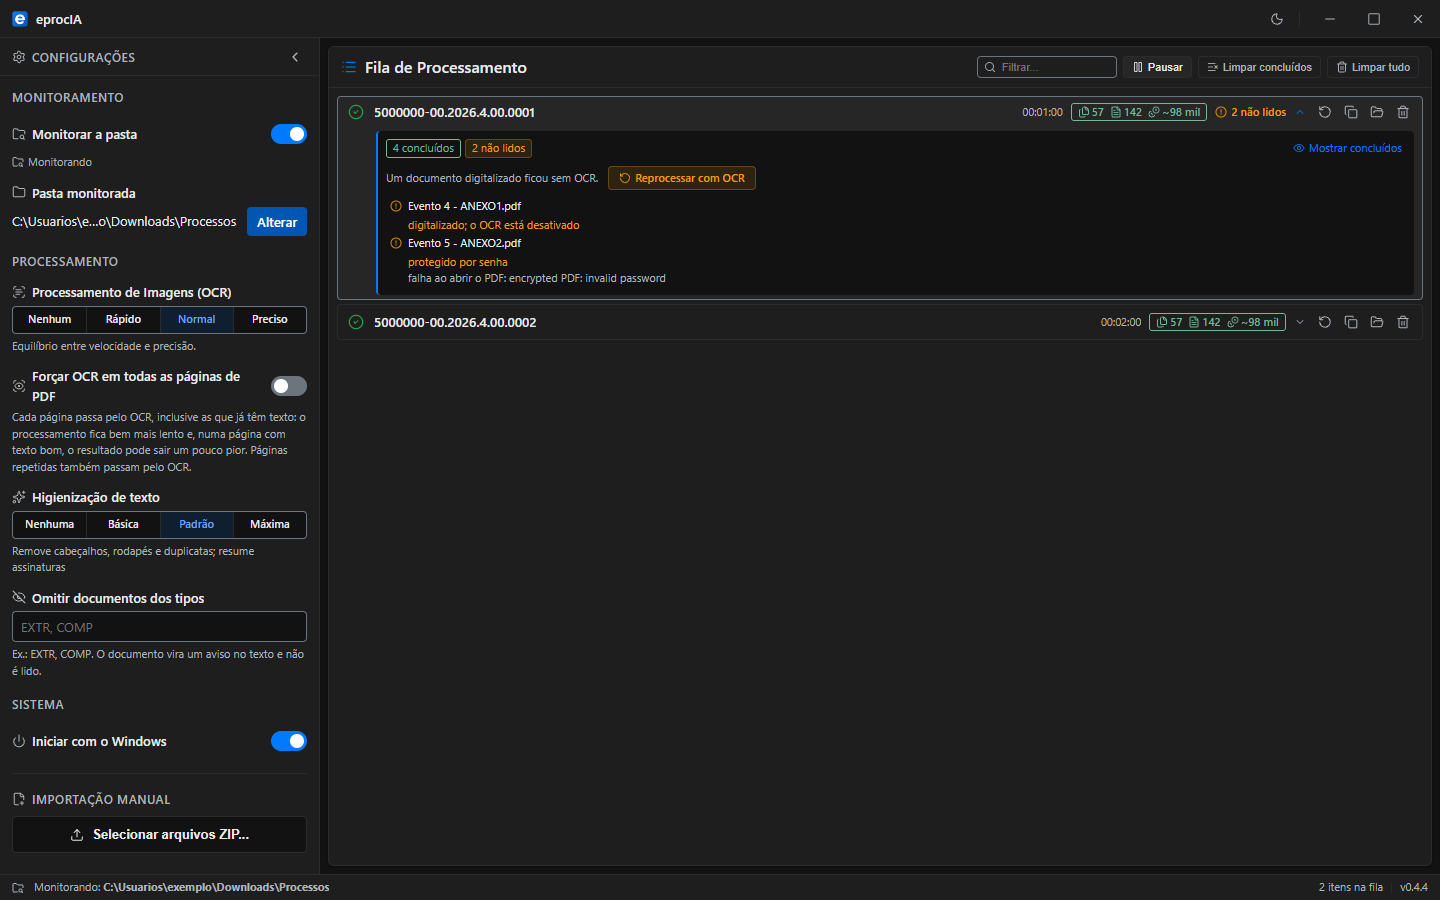 eprocIA
CONFIGURAÇÕES
MONITORAMENTO
Monitorar a pasta
Monitorando
Pasta monitorada
C:\Usuarios\e...o\Downloads\Processos
Alterar
PROCESSAMENTO
Processamento de Imagens (OCR)
Nenhum Rápido Normal Preciso
Equilíbrio entre velocidade e precisão.
Forçar OCR em todas as páginas de
PDF
Cada página passa pelo OCR, inclusive as que já têm texto: o
processamento fica bem mais lento e, numa página com
texto bom, o resultado pode sair um pouco pior. Páginas
repetidas também passam pelo OCR.
Higienização de texto
Nenhuma Básica Padrão Máxima
Remove cabeçalhos, rodapés e duplicatas; resume
assinaturas
Omitir documentos dos tipos
EXTR, COMP
Ex.: EXTR, COMP. O documento vira um aviso no texto e não
é lido.
SISTEMA
Iniciar com o Windows
IMPORTAÇÃO MANUAL
Selecionar arquivos ZIP...
Fila de Processamento
Filtrar...
Pausar
Limpar concluídos
Limpar tudo
5000000-00.2026.4.00.0001
00:01:00 57 142 ~98 mil 2 não lidos
4 concluídos 2 não lidos
Mostrar concluídos
Um documento digitalizado ficou sem OCR. Reprocessar com OCR
Evento 4 - ANEXO1.pdf
digitalizado; o OCR está desativado
Evento 5 - ANEXO2.pdf
protegido por senha
falha ao abrir o PDF: encrypted PDF: invalid password
5000000-00.2026.4.00.0002
00:02:00 57 142 ~98 mil
Monitorando: C:\Usuarios\exemplo\Downloads\Processos
2 itens na fila
v0.4.4